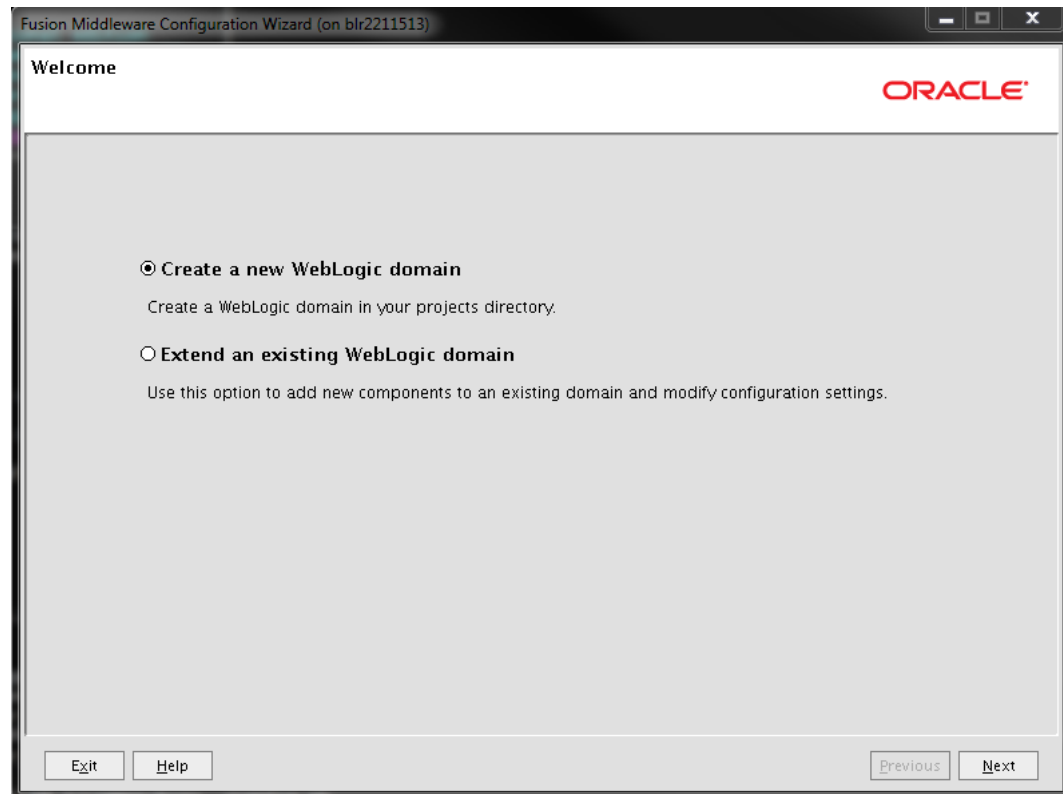 Fusion Middleware Configuration Wizard (on blr2211513)
Welcome
ORACLE
Create a new WebLogic domain
Create a WebLogic domain in your projects directory.
Extend an existing WebLogic domain
Use this option to add new components to an existing domain and modify configuration settings.
Exit Help Previous Next